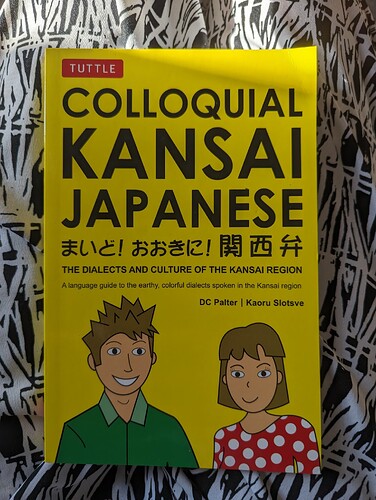 TUTTLE
COLLOQUIAL
KANSAI
JAPANESE
まいど! おおきに! 関西弁
THE DIALECTS AND CULTURE OF THE KANSAI REGION
A language guide to the earthy, colorful dialects spoken in the Kansai region
DC Palter | Kaoru Slotsve